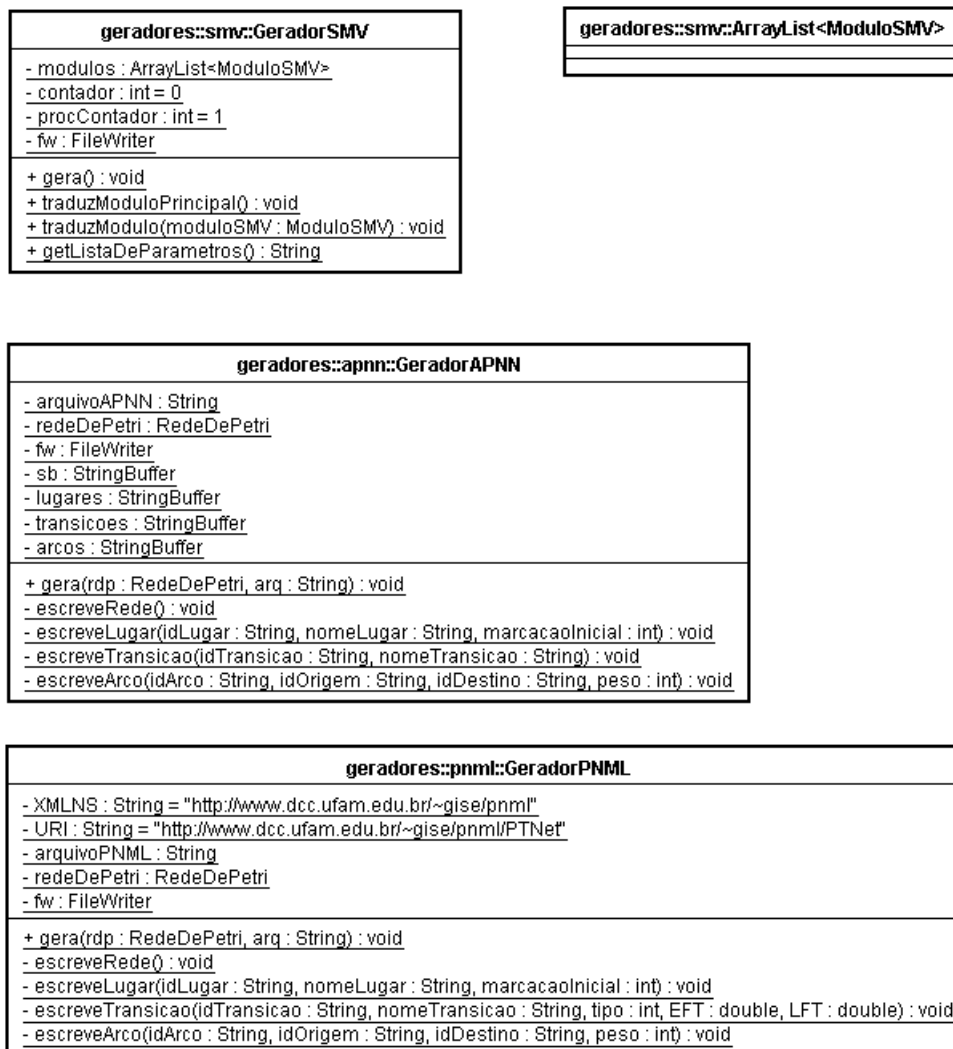 geradores::smv::GeradorSMV
- modulos : ArrayList<ModuloSMV>
- contador : int = 0
- procContador : int = 1
- fw : FileWriter
+ gera() : void
+ traduzModuloPrincipal() : void
+ traduzModulo(moduloSMV : ModuloSMV) : void
+ getListaDeParametros() : String
geradores::smv::ArrayList<ModuloSMV>
geradores::apnn::GeradorAPNN
- arquivoAPNN : String
- redeDePetri : RedeDePetri
- fw : FileWriter
- sb : StringBuffer
- lugares : StringBuffer
- transicoes : StringBuffer
- arcos : StringBuffer
+ gera(rdp : RedeDePetri, arq : String) : void
- escreveRede() : void
- escreveLugar(idLugar : String, nomeLugar : String, marcacaoInicial : int) : void
- escreveTransicao(idTransicao : String, nomeTransicao : String) : void
- escreveArco(idArco : String, idOrigem : String, idDestino : String, peso : int) : void
geradores::pnml::GeradorPNML
- XMLNS : String = "http://www.dcc.ufam.edu.br/~gise/pnml"
- URI : String = "http://www.dcc.ufam.edu.br/~gise/pnml/PTNet"
- arquivoPNML : String
- redeDePetri : RedeDePetri
- fw : FileWriter
+ gera(rdp : RedeDePetri, arq : String) : void
- escreveRede() : void
- escreveLugar(idLugar : String, nomeLugar : String, marcacaoInicial : int) : void
- escreveTransicao(idTransicao : String, nomeTransicao : String, tipo : int, EFT : double, LFT : double) : void
- escreveArco(idArco : String, idOrigem : String, idDestino : String, peso : int) : void